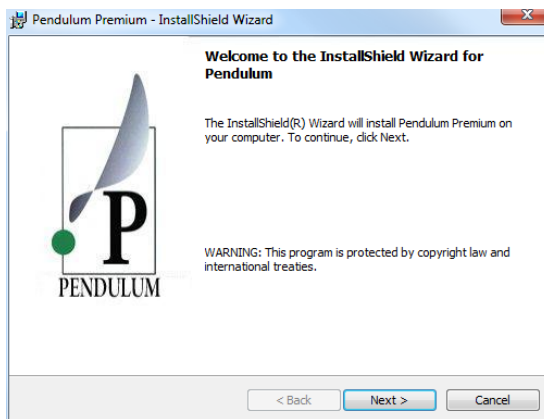 Pendulum Premium - InstallShield Wizard
Welcome to the InstallShield Wizard for
Pendulum
The InstallShield(R) Wizard will install Pendulum Premium on
your computer. To continue, click Next.
P
PENDULUM
WARNING: This program is protected by copyright law and
international treaties.
< Back
Next >
Cancel